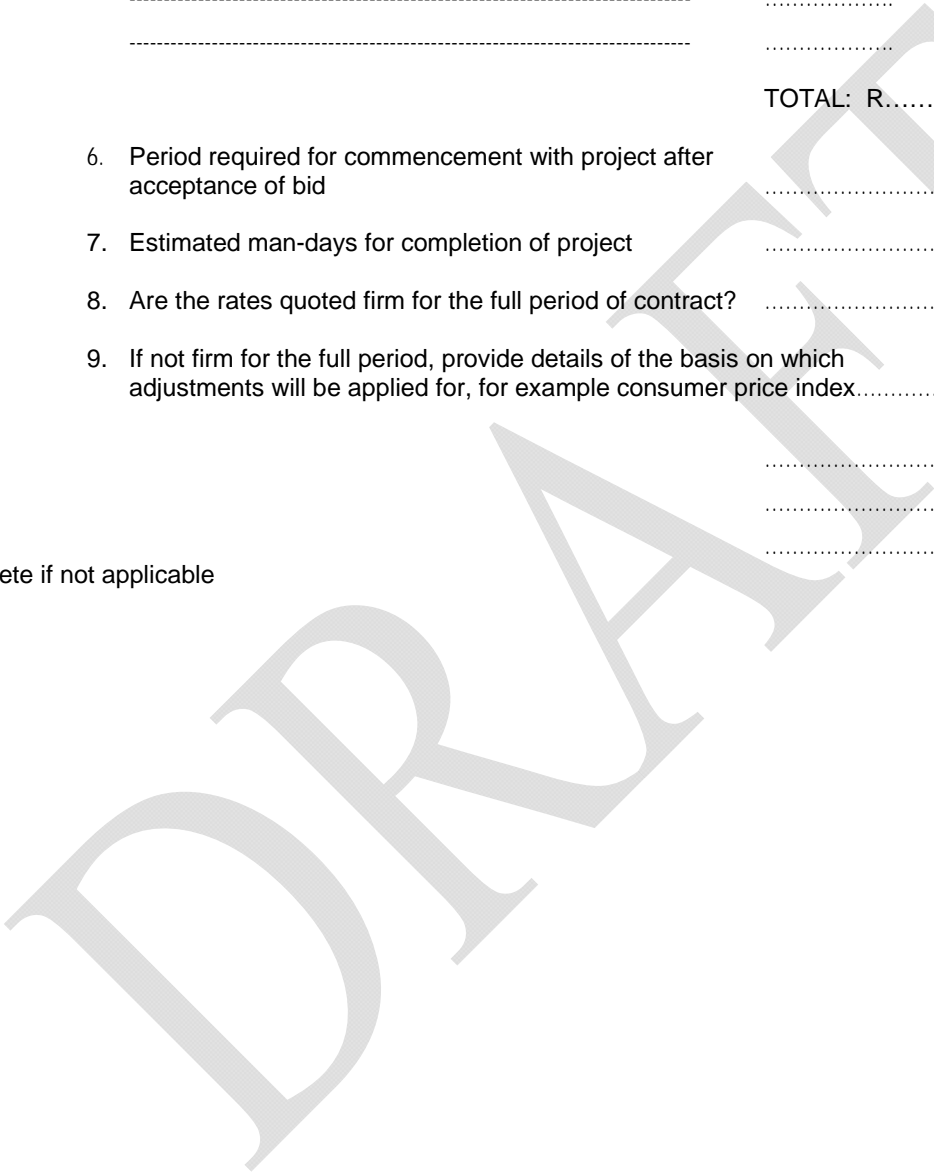 -------------------------------------------------------------------------------- ……………….
-------------------------------------------------------------------------------- ……………….
TOTAL: R……
6. Period required for commencement with project after
acceptance of bid ……………………
7. Estimated man-days for completion of project ……………………
8. Are the rates quoted firm for the full period of contract? ……………………
9. If not firm for the full period, provide details of the basis on which
adjustments will be applied for, for example consumer price index…………
……………………
……………………
……………………
ete if not applicable
DRAFT